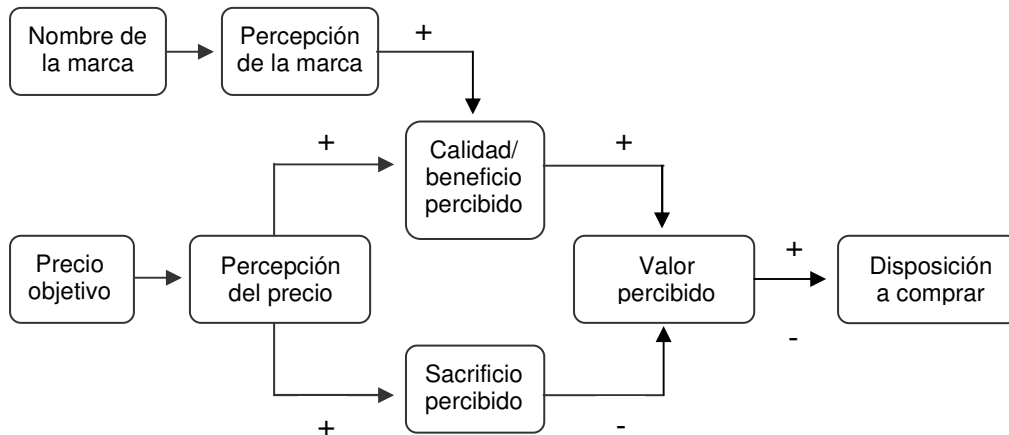 Nombre de
la marca
Percepción
de la marca
+
+
Calidad/
beneficio
percibido
+
Precio
objetivo
Percepción
del precio
Valor
percibido
+
-
Disposición
a comprar
+
Sacrificio
percibido
-